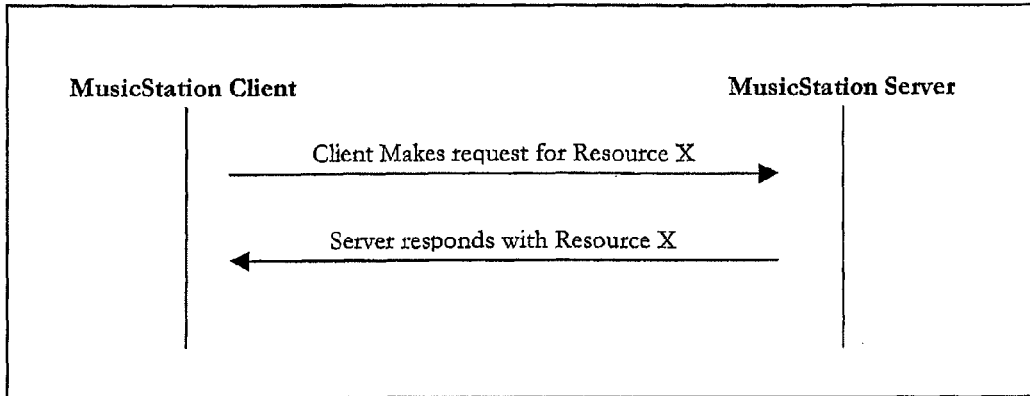 MusicStation Client
MusicStation Server
Client Makes request for Resource X
Server responds with Resource X